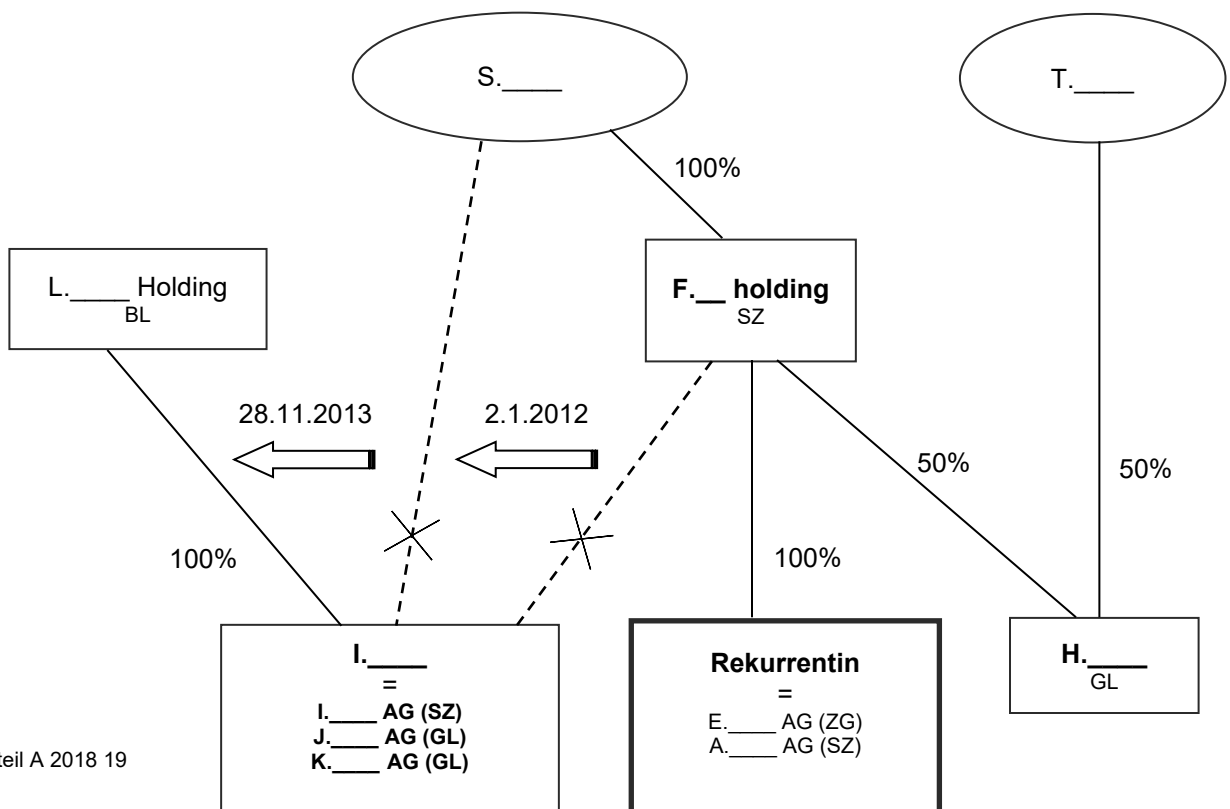 S.____
T.____
100%
L.____ Holding
BL
F.__ holding
SZ
28.11.2013
2.1.2012
50%
50%
100%
100%
I.____
=
I.____ AG (SZ)
J.____ AG (GL)
K.____ AG (GL)
Rekurrentin
=
E.____ AG (ZG)
A.____ AG (SZ)
H.____
GL
teil A 2018 19